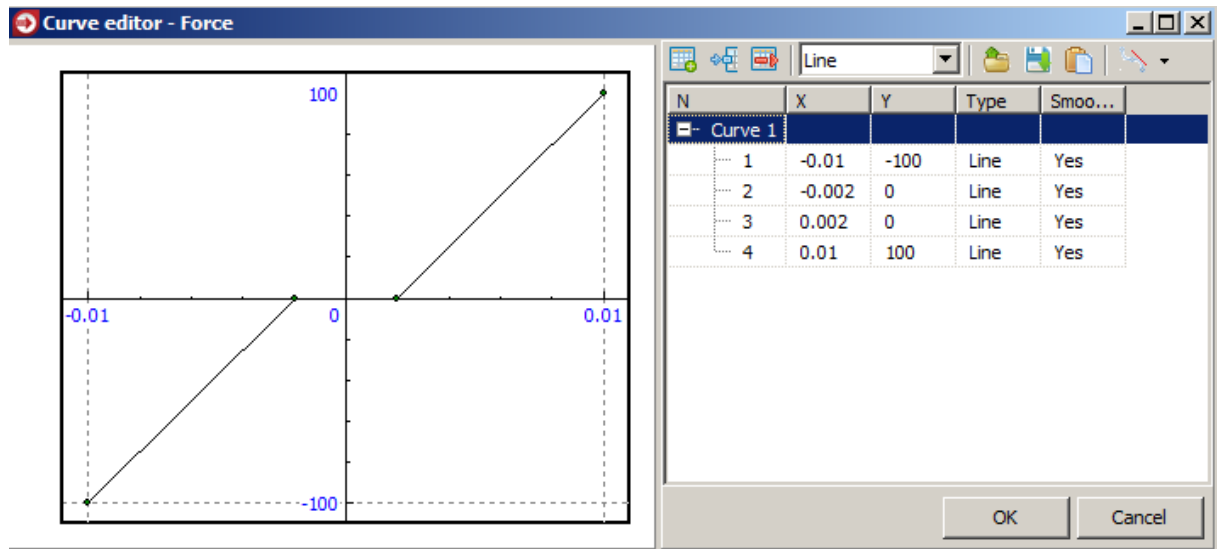 Curve editor - Force
100
-0.01 0 0.01
-100
Line
N X Y Type Smoo...
Curve 1
1 -0.01 -100 Line Yes
2 -0.002 0 Line Yes
3 0.002 0 Line Yes
4 0.01 100 Line Yes
OK Cancel